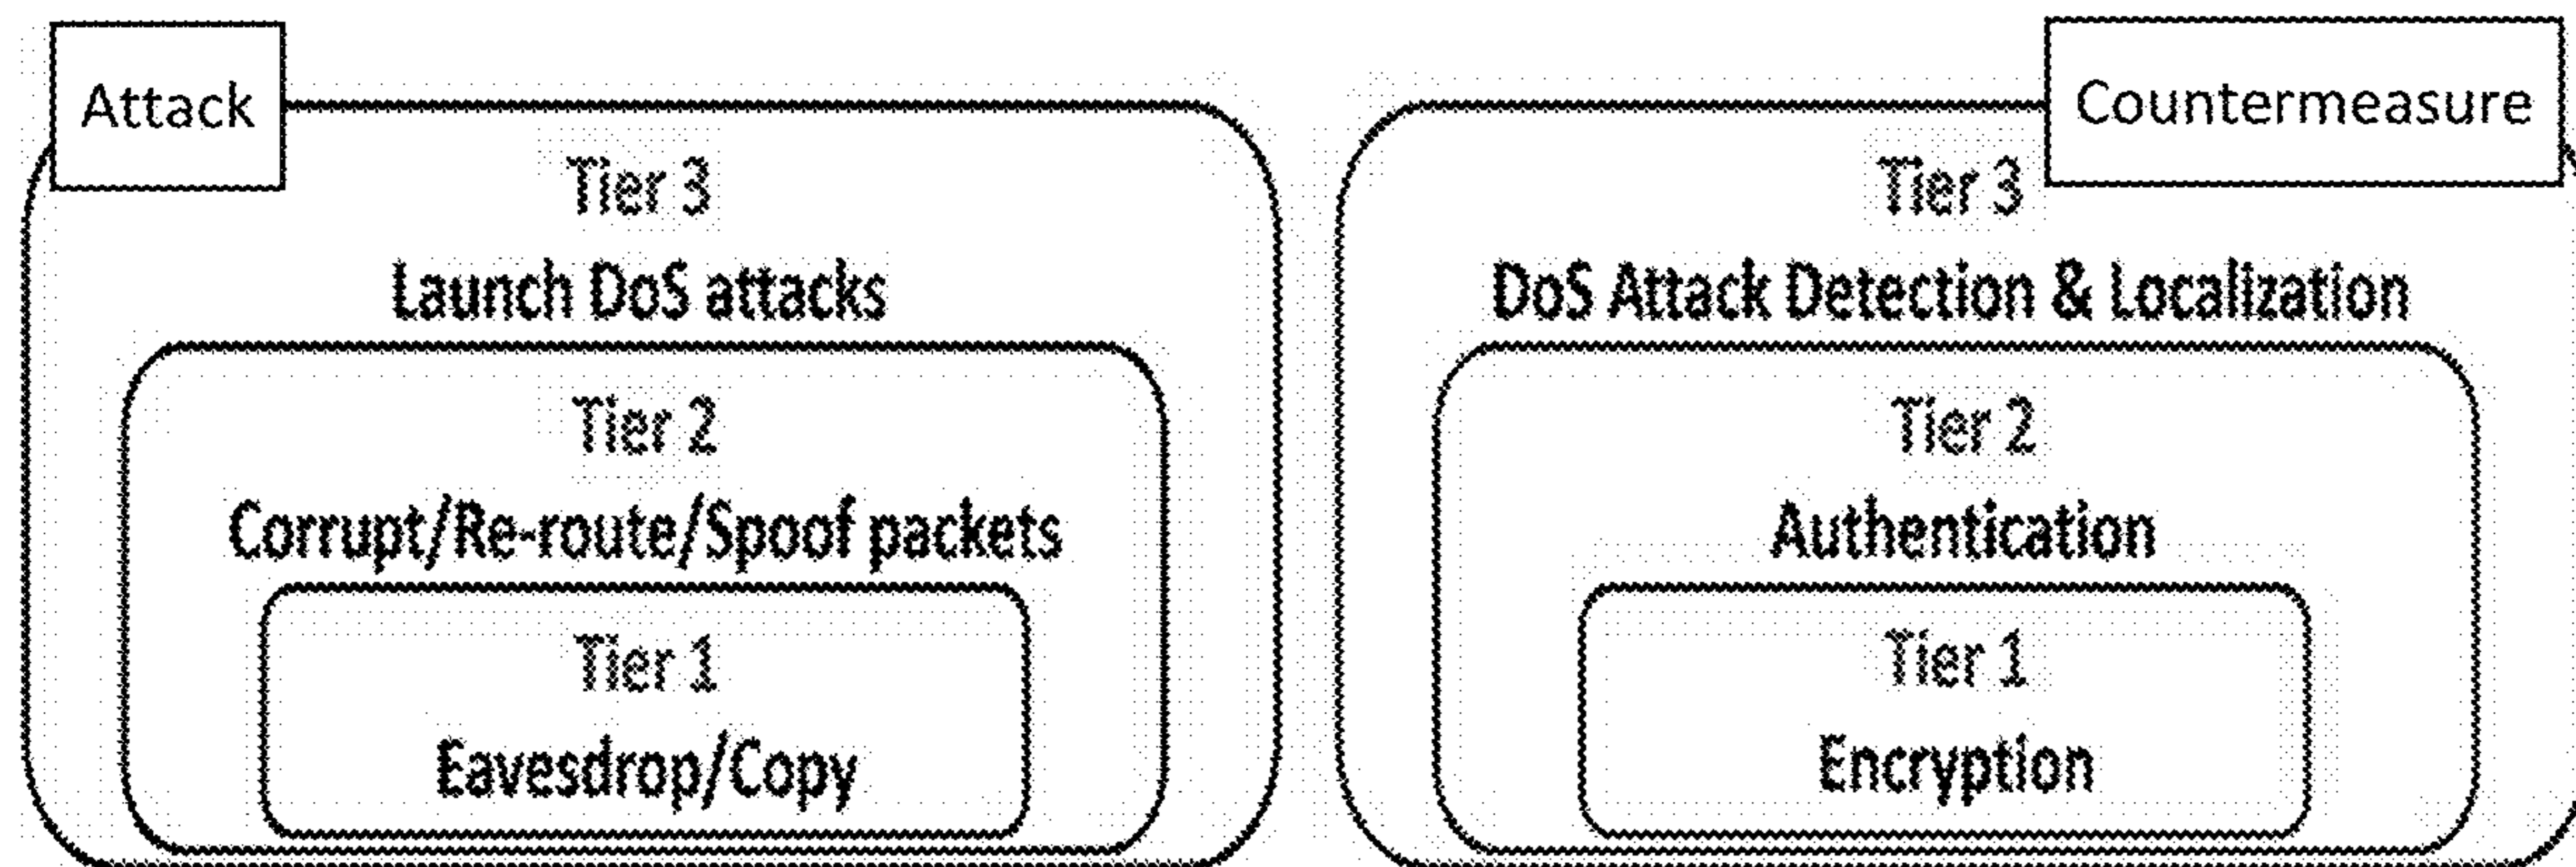 Attack
Tier 3
Launch DoS attacks
Tier 2
Corrupt/Re-route/Spoof packets
Tier 1
Eavesdrop/Copy
Countermeasure
Tier 3
DoS Attack Detection & Localization
Tier 2
Authentication
Tier 1
Encryption